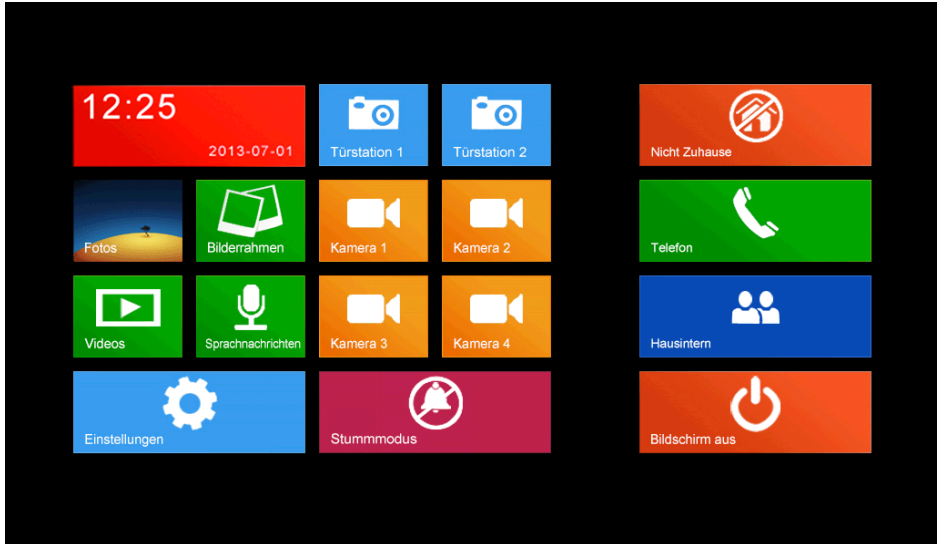 12:25
2013-07-01
Türstation 1
Türstation 2
Nicht Zuhause
Fotos
Bilderrahmen
Kamera 1
Kamera 2
Telefon
Videos
Sprachnachrichten
Kamera 3
Kamera 4
Hausintern
Einstellungen
Stummmodus
Bildschirm aus